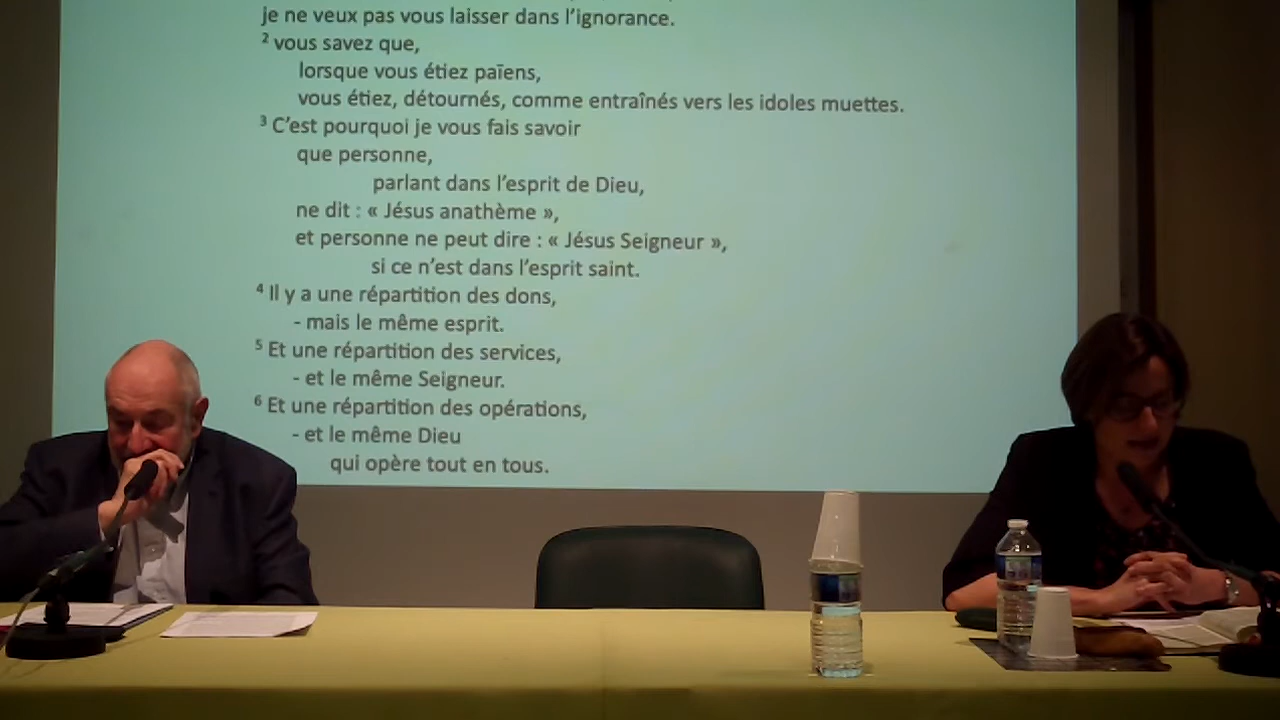 je ne veux pas vous laisser dans l'ignorance.
² vous savez que,
lorsque vous étiez païens,
vous étiez, détournés, comme entraînés vers les idoles muettes.
³ C'est pourquoi je vous fais savoir
que personne,
parlant dans l'esprit de Dieu,
ne dit : « Jésus anathème »,
et personne ne peut dire : « Jésus Seigneur »,
si ce n'est dans l'esprit saint.
⁴ Il y a une répartition des dons,
- mais le même esprit.
⁵ Et une répartition des services,
- et le même Seigneur.
⁶ Et une répartition des opérations,
- et le même Dieu
qui opère tout en tous.